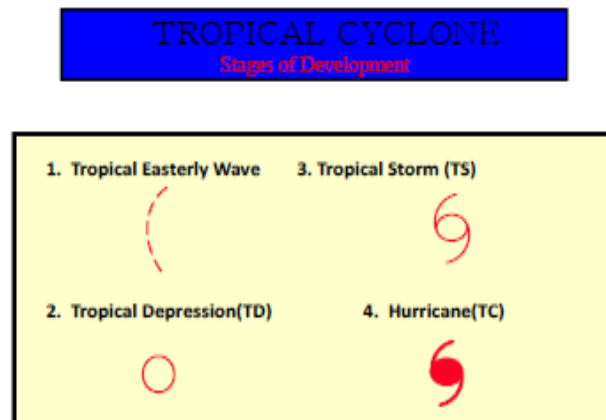 TROPICAL CYCLONE
Stages of Development
1. Tropical Easterly Wave
3. Tropical Storm (TS)
2. Tropical Depression(TD)
4. Hurricane(TC)